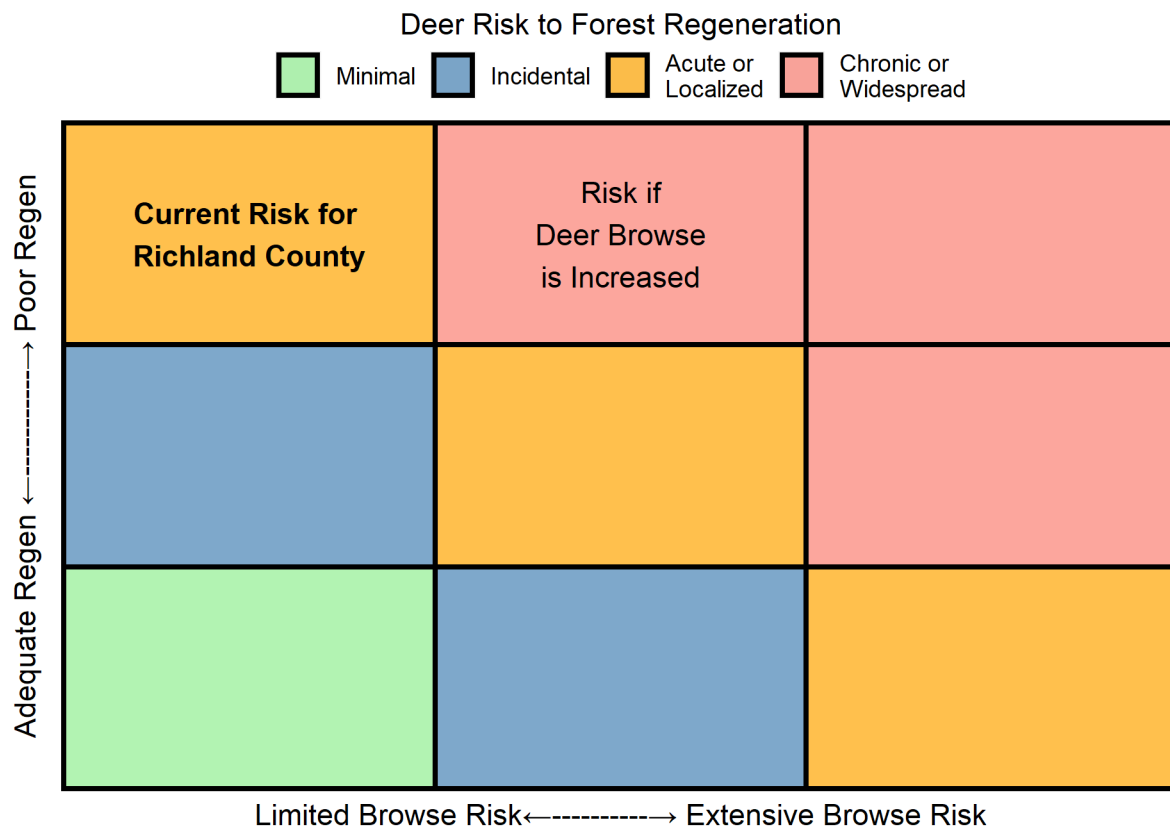 Deer Risk to Forest Regeneration
Minimal
Incidental
Acute or
Localized
Chronic or
Widespread
Current Risk for
Richland County
Risk if
Deer Browse
is Increased
Adequate Regen ←------------→ Poor Regen
Limited Browse Risk←-----------→ Extensive Browse Risk